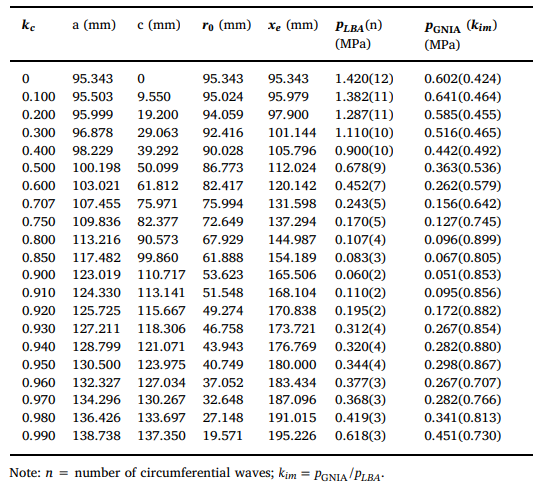 k_c a (mm) c (mm) r_0 (mm) x_e (mm) p_LBA(n) (MPa) p_GNIA (k_im) (MPa)
0 95.343 0 95.343 95.343 1.420(12) 0.602(0.424)
0.100 95.503 9.550 95.024 95.979 1.382(11) 0.641(0.464)
0.200 95.999 19.200 94.059 97.900 1.287(11) 0.585(0.455)
0.300 96.878 29.063 92.416 101.144 1.110(10) 0.516(0.465)
0.400 98.229 39.292 90.028 105.796 0.900(10) 0.442(0.492)
0.500 100.198 50.099 86.773 112.024 0.678(9) 0.363(0.536)
0.600 103.021 61.812 82.417 120.142 0.452(7) 0.262(0.579)
0.707 107.455 75.971 75.994 131.598 0.243(5) 0.156(0.642)
0.750 109.836 82.377 72.649 137.294 0.170(5) 0.127(0.745)
0.800 113.216 90.573 67.929 144.987 0.107(4) 0.096(0.899)
0.850 117.482 99.860 61.888 154.189 0.083(3) 0.067(0.805)
0.900 123.019 110.717 53.623 165.506 0.060(2) 0.051(0.853)
0.910 124.330 113.141 51.548 168.104 0.110(2) 0.095(0.856)
0.920 125.725 115.667 49.274 170.838 0.195(2) 0.172(0.882)
0.930 127.211 118.306 46.758 173.721 0.312(4) 0.267(0.854)
0.940 128.799 121.071 43.943 176.769 0.320(4) 0.282(0.880)
0.950 130.500 123.975 40.749 180.000 0.344(4) 0.298(0.867)
0.960 132.327 127.034 37.052 183.434 0.377(3) 0.267(0.707)
0.970 134.296 130.267 32.648 187.096 0.368(3) 0.282(0.766)
0.980 136.426 133.697 27.148 191.015 0.419(3) 0.341(0.813)
0.990 138.738 137.350 19.571 195.226 0.618(3) 0.451(0.730)
Note: n = number of circumferential waves; k_im = p_GNIA/p_LBA.